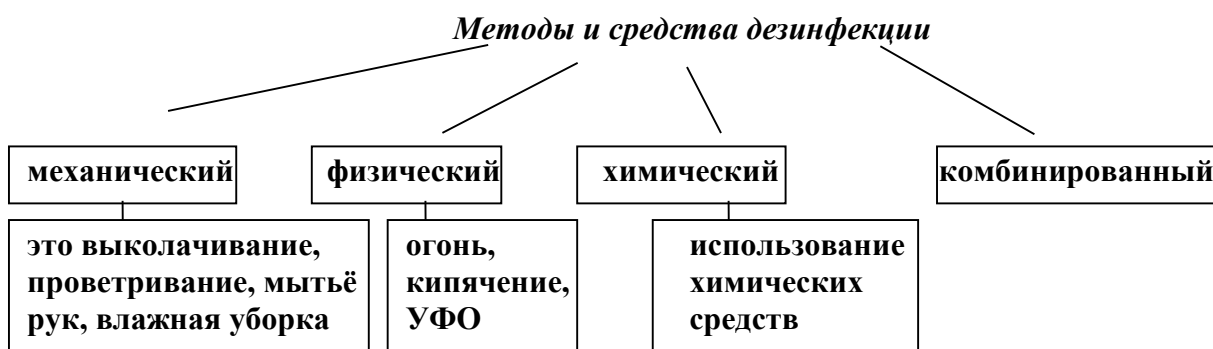 Методы и средства дезинфекции
механический
физический
химический
комбинированный
это выколачивание,
проветривание, мытьё
рук, влажная уборка
огонь,
кипячение,
УФО
использование
химических
средств